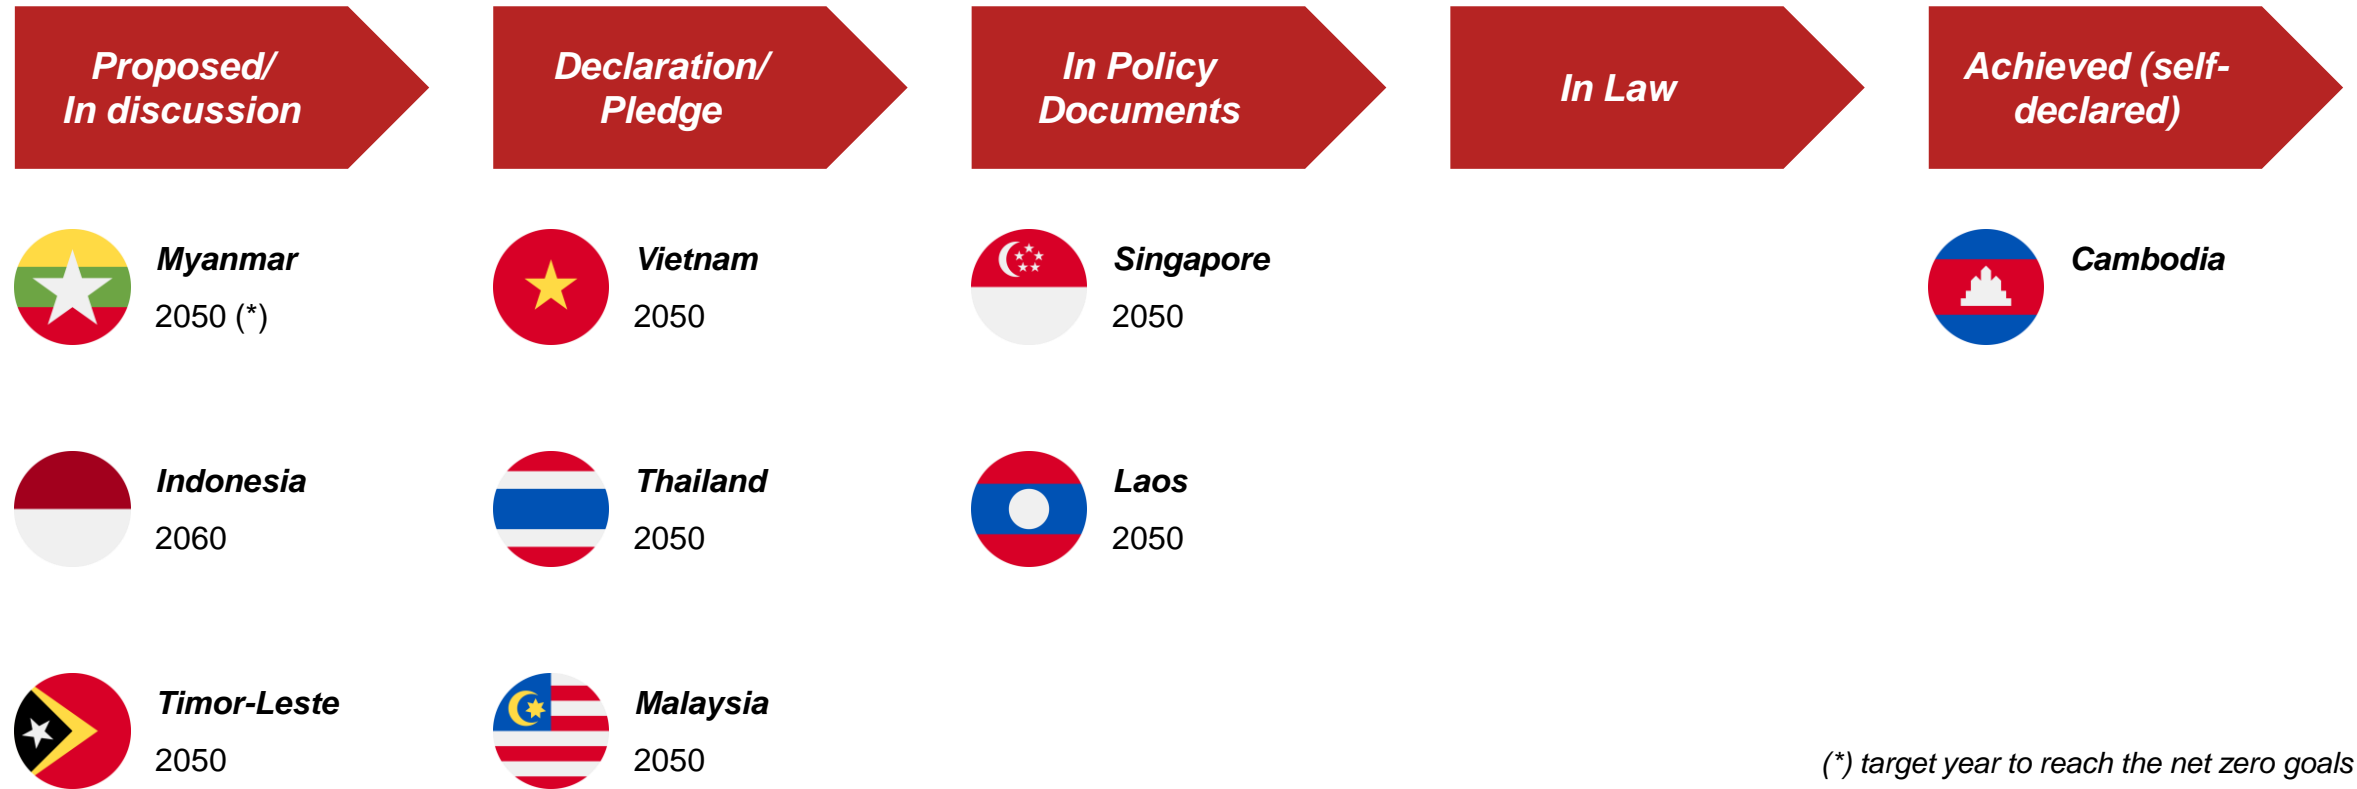 Proposed/
In discussion
Declaration/
Pledge
In Policy
Documents
In Law
Achieved (self-
declared)
Myanmar
2050 (*)
Vietnam
2050
Singapore
2050
Cambodia
Indonesia
2060
Thailand
2050
Laos
2050
Timor-Leste
2050
Malaysia
2050
(*) target year to reach the net zero goals